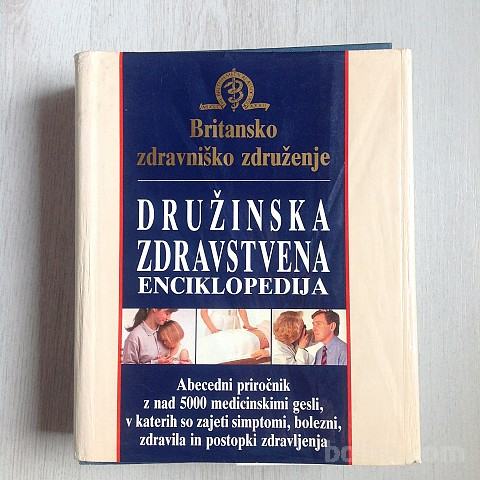 Britansko
zdravniško združenje
DRUŽINSKA
ZDRAVSTVENA
ENCIKLOPEDIJA
Abecedni priročnik
z nad 5000 medicinskimi gesli,
v katerih so zajeti simptomi, bolezni,
zdravila in postopki zdravljenja